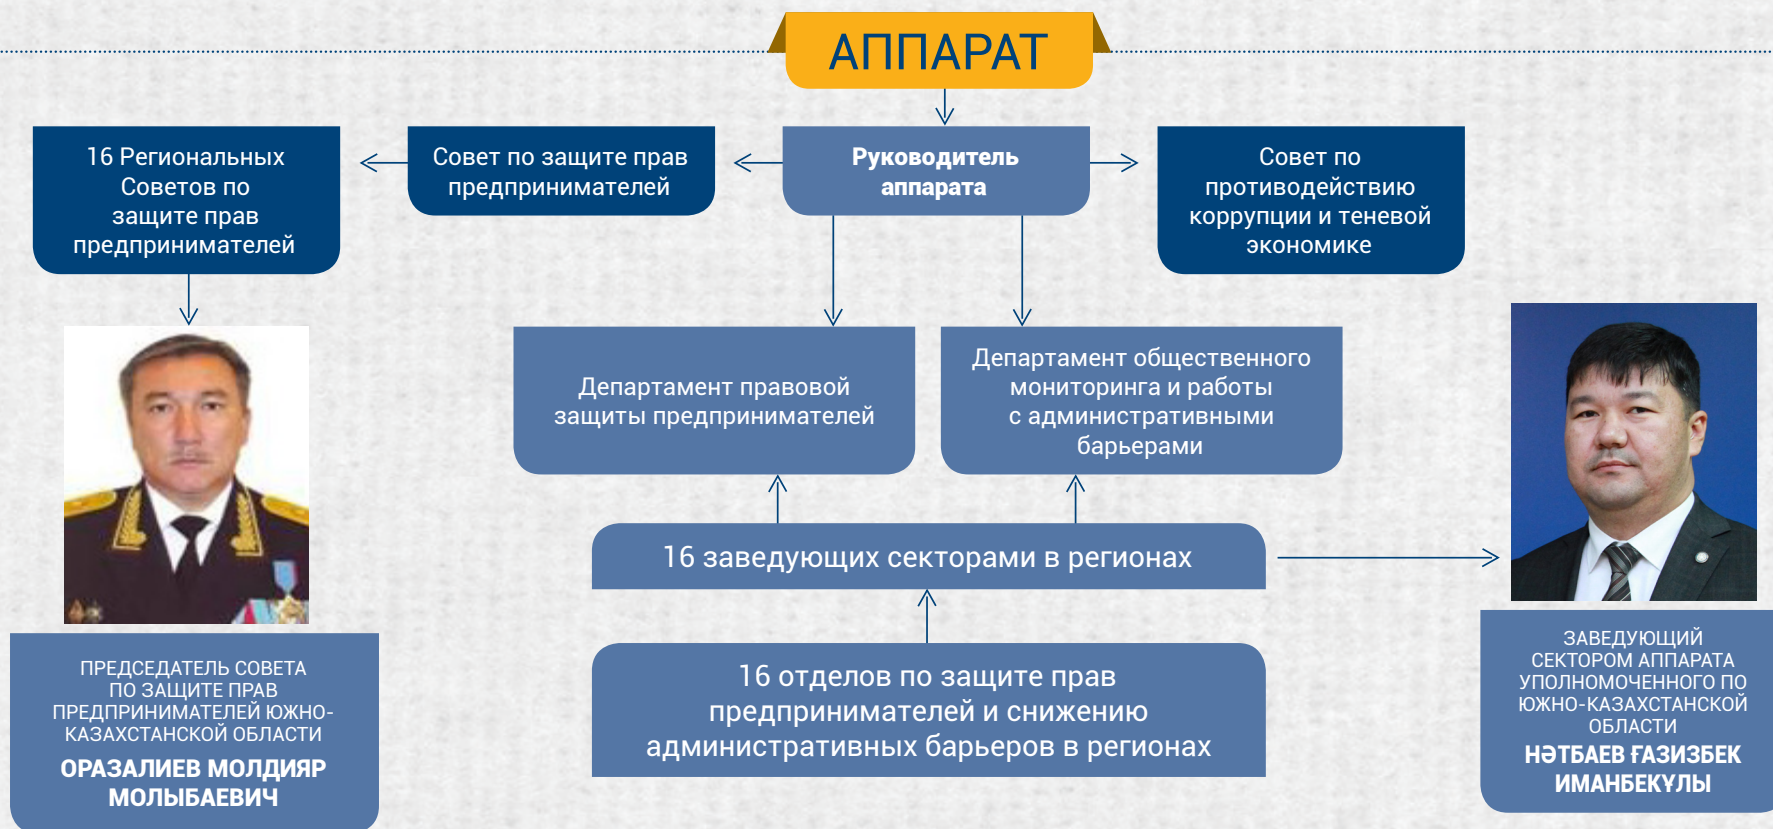 АППАРАТ
16 Региональных
Советов по
защите прав
предпринимателей
Совет по защите прав
предпринимателей
Руководитель
аппарата
Совет по
противодействию
коррупции и теневой
экономике
Департамент правовой
защиты предпринимателей
Департамент общественного
мониторинга и работы
с административными
барьерами
16 заведующих секторами в регионах
16 отделов по защите прав
предпринимателей и снижению
административных барьеров в регионах
ПРЕДСЕДАТЕЛЬ СОВЕТА
ПО ЗАЩИТЕ ПРАВ
ПРЕДПРИНИМАТЕЛЕЙ ЮЖНО-
КАЗАХСТАНСКОЙ ОБЛАСТИ
ОРАЗАЛИЕВ МОЛДИЯР
МОЛЫБАЕВИЧ
ЗАВЕДУЮЩИЙ
СЕКТОРОМ АППАРАТА
УПОЛНОМОЧЕННОГО ПО
ЮЖНО-КАЗАХСТАНСКОЙ
ОБЛАСТИ
НӘТБАЕВ ҒАЗИЗБЕК
ИМАНБЕКҰЛЫ